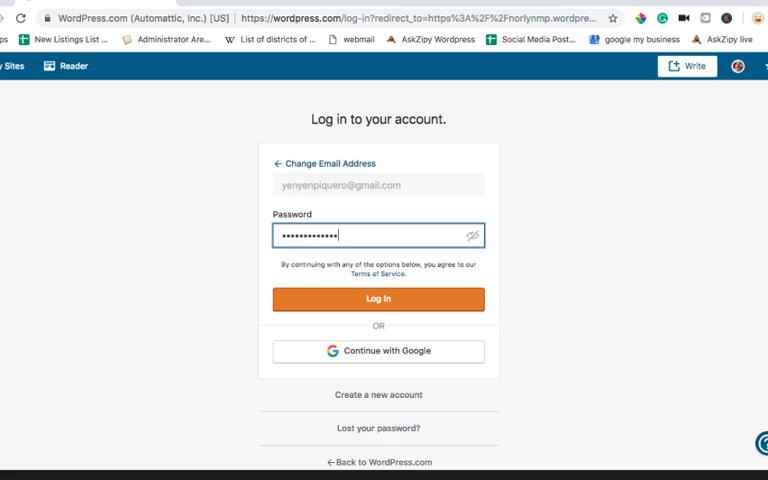 WordPress.com (Automattic, Inc.) [US] https://wordpress.com/log-in?redirect_to=https%3A%2F%2Fnorlynmp.wordpre...
ps New Listings List ... Administrator Are... List of districts of ... webmail AskZipy Wordpress Social Media Post... google my business AskZipy live
y Sites Reader Write
Log in to your account.
← Change Email Address
yenyenpiquero@gmail.com
Password
•••••••••••••
By continuing with any of the options below, you agree to our
Terms of Service.
Log In
OR
Continue with Google
Create a new account
Lost your password?
← Back to WordPress.com